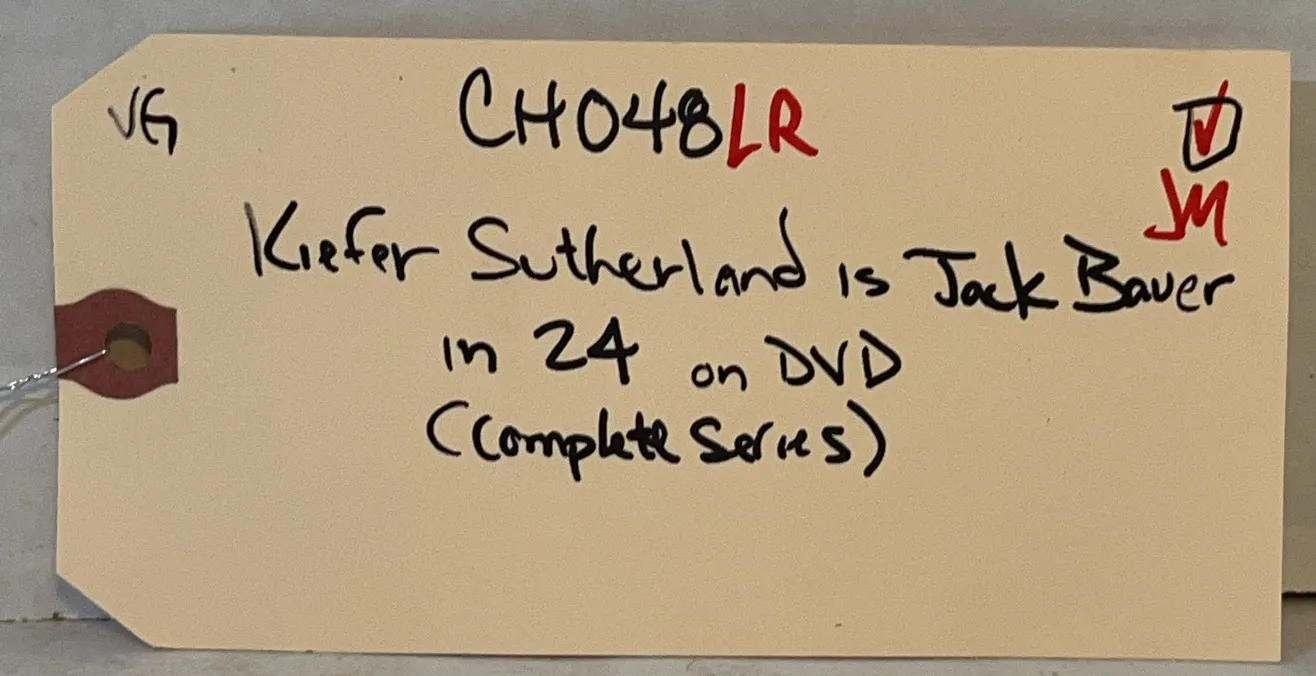 VG CH048LR
JM
Kiefer Sutherland is Jack Bauer
in 24 on DVD
(Complete Series)